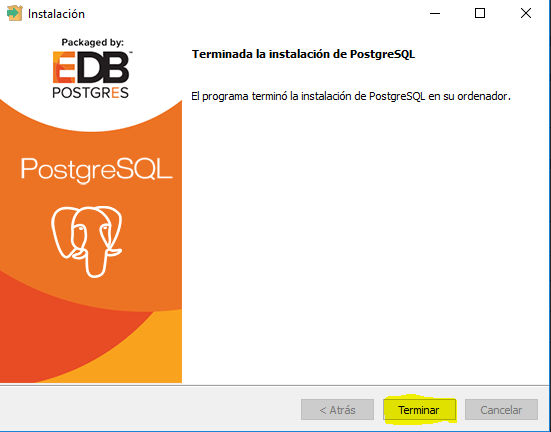 Instalación
Packaged by:
EDB
POSTGRES
Terminada la instalación de PostgreSQL
El programa terminó la instalación de PostgreSQL en su ordenador.
PostgreSQL
< Atrás
Terminar
Cancelar